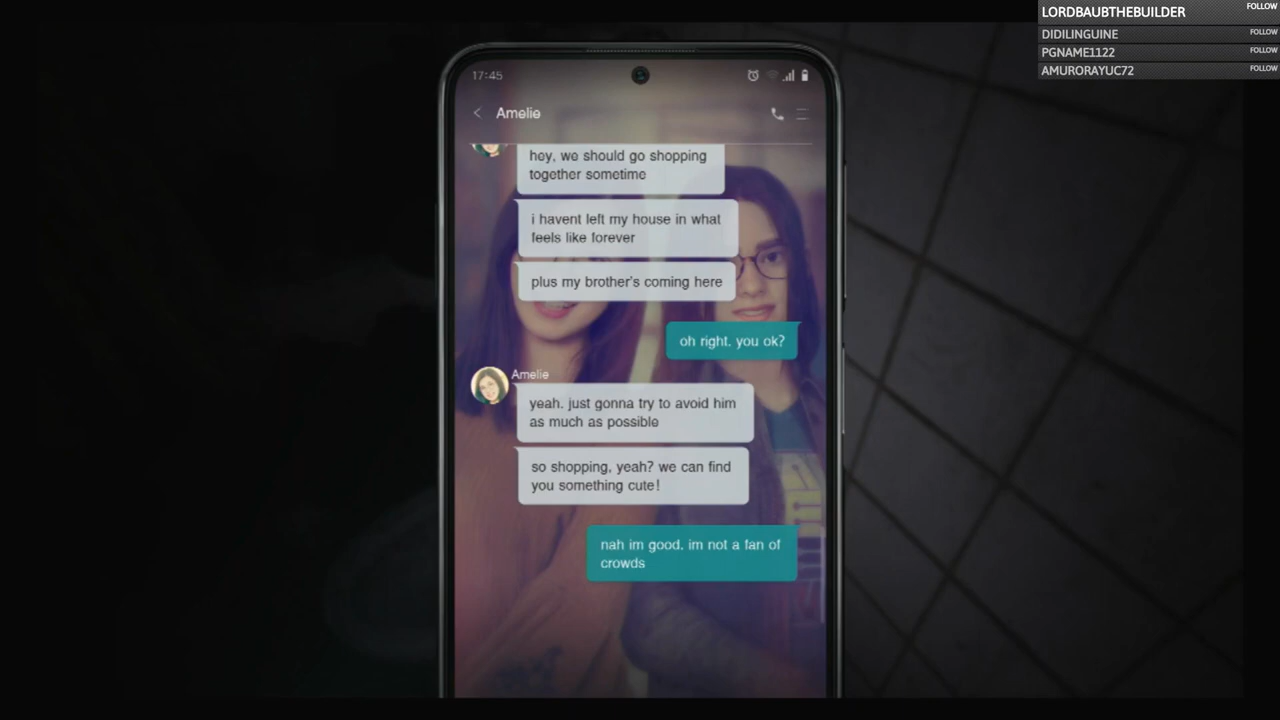 LORDBAUBTHEBUILDER FOLLOW
DIDILINGUINE FOLLOW
PGNAME1122 FOLLOW
AMURORAYUC72 FOLLOW
17:45
Amelie
hey, we should go shopping
together sometime
i havent left my house in what
feels like forever
plus my brother's coming here
oh right. you ok?
Amelie
yeah. just gonna try to avoid him
as much as possible
so shopping, yeah? we can find
you something cute!
nah im good. im not a fan of
crowds